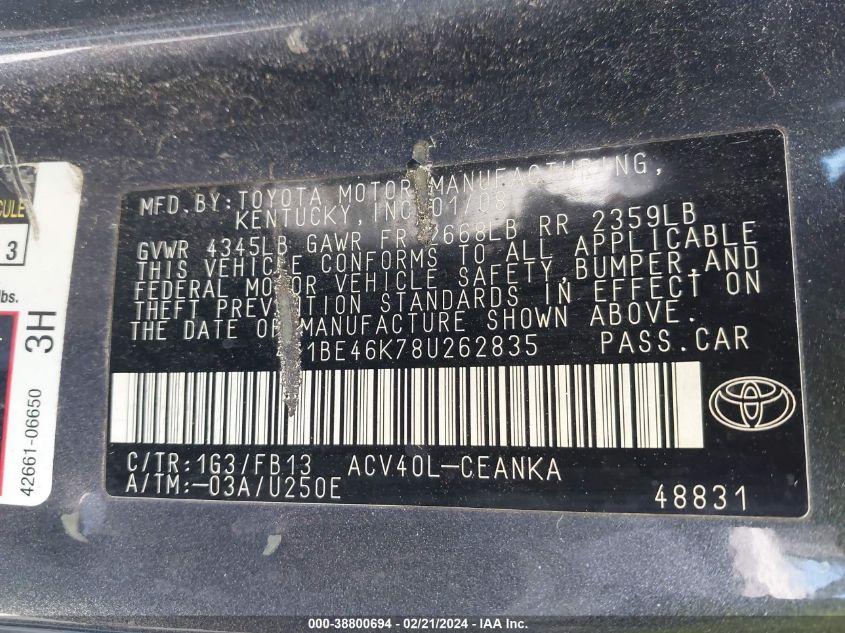 CULE
3
lbs.
3H
42661-06650
MFD. BY: TOYOTA MOTOR MANUFACTURING,
KENTUCKY, INC. 01/08
GVWR 4345LB GAWR FR 2668LB RR 2359LB
THIS VEHICLE CONFORMS TO ALL APPLICABLE
FEDERAL MOTOR VEHICLE SAFETY, BUMPER, AND
THEFT PREVENTION STANDARDS IN EFFECT ON
THE DATE OF MANUFACTURE SHOWN ABOVE.
1BE46K78U262835 PASS.CAR
C/TR:1G3/FB13 ACV40L-CEANKA
A/TM:-03A/U250E 48831
000-38800694 - 02/21/2024 - IAA Inc.